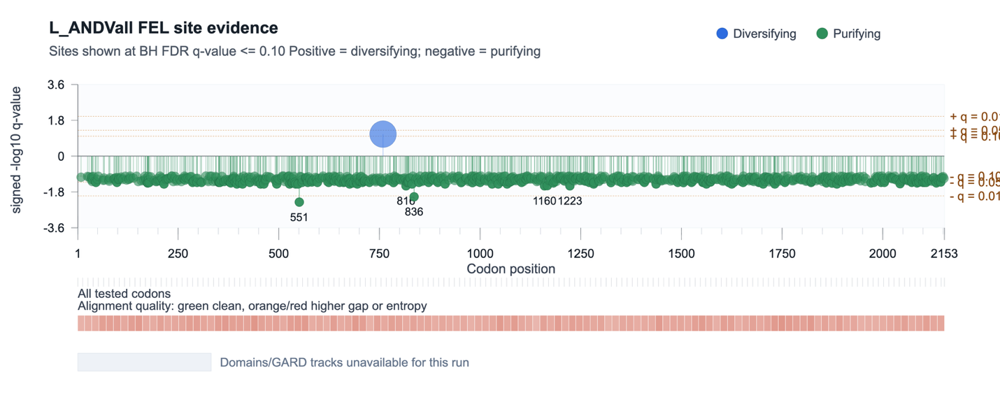 L_ANDVall FEL site evidence
Diversifying
Purifying
Sites shown at BH FDR q-value <= 0.10 Positive = diversifying; negative = purifying
signed -log10 q-value
3.6
1.8
0
-1.8
-3.6
+ q = 0.01
- q = 0.01
551
816
836
1160
1223
1 250 500 750 1000 1250 1500 1750 2000 2153
Codon position
All tested codons
Alignment quality: green clean, orange/red higher gap or entropy
Domains/GARD tracks unavailable for this run